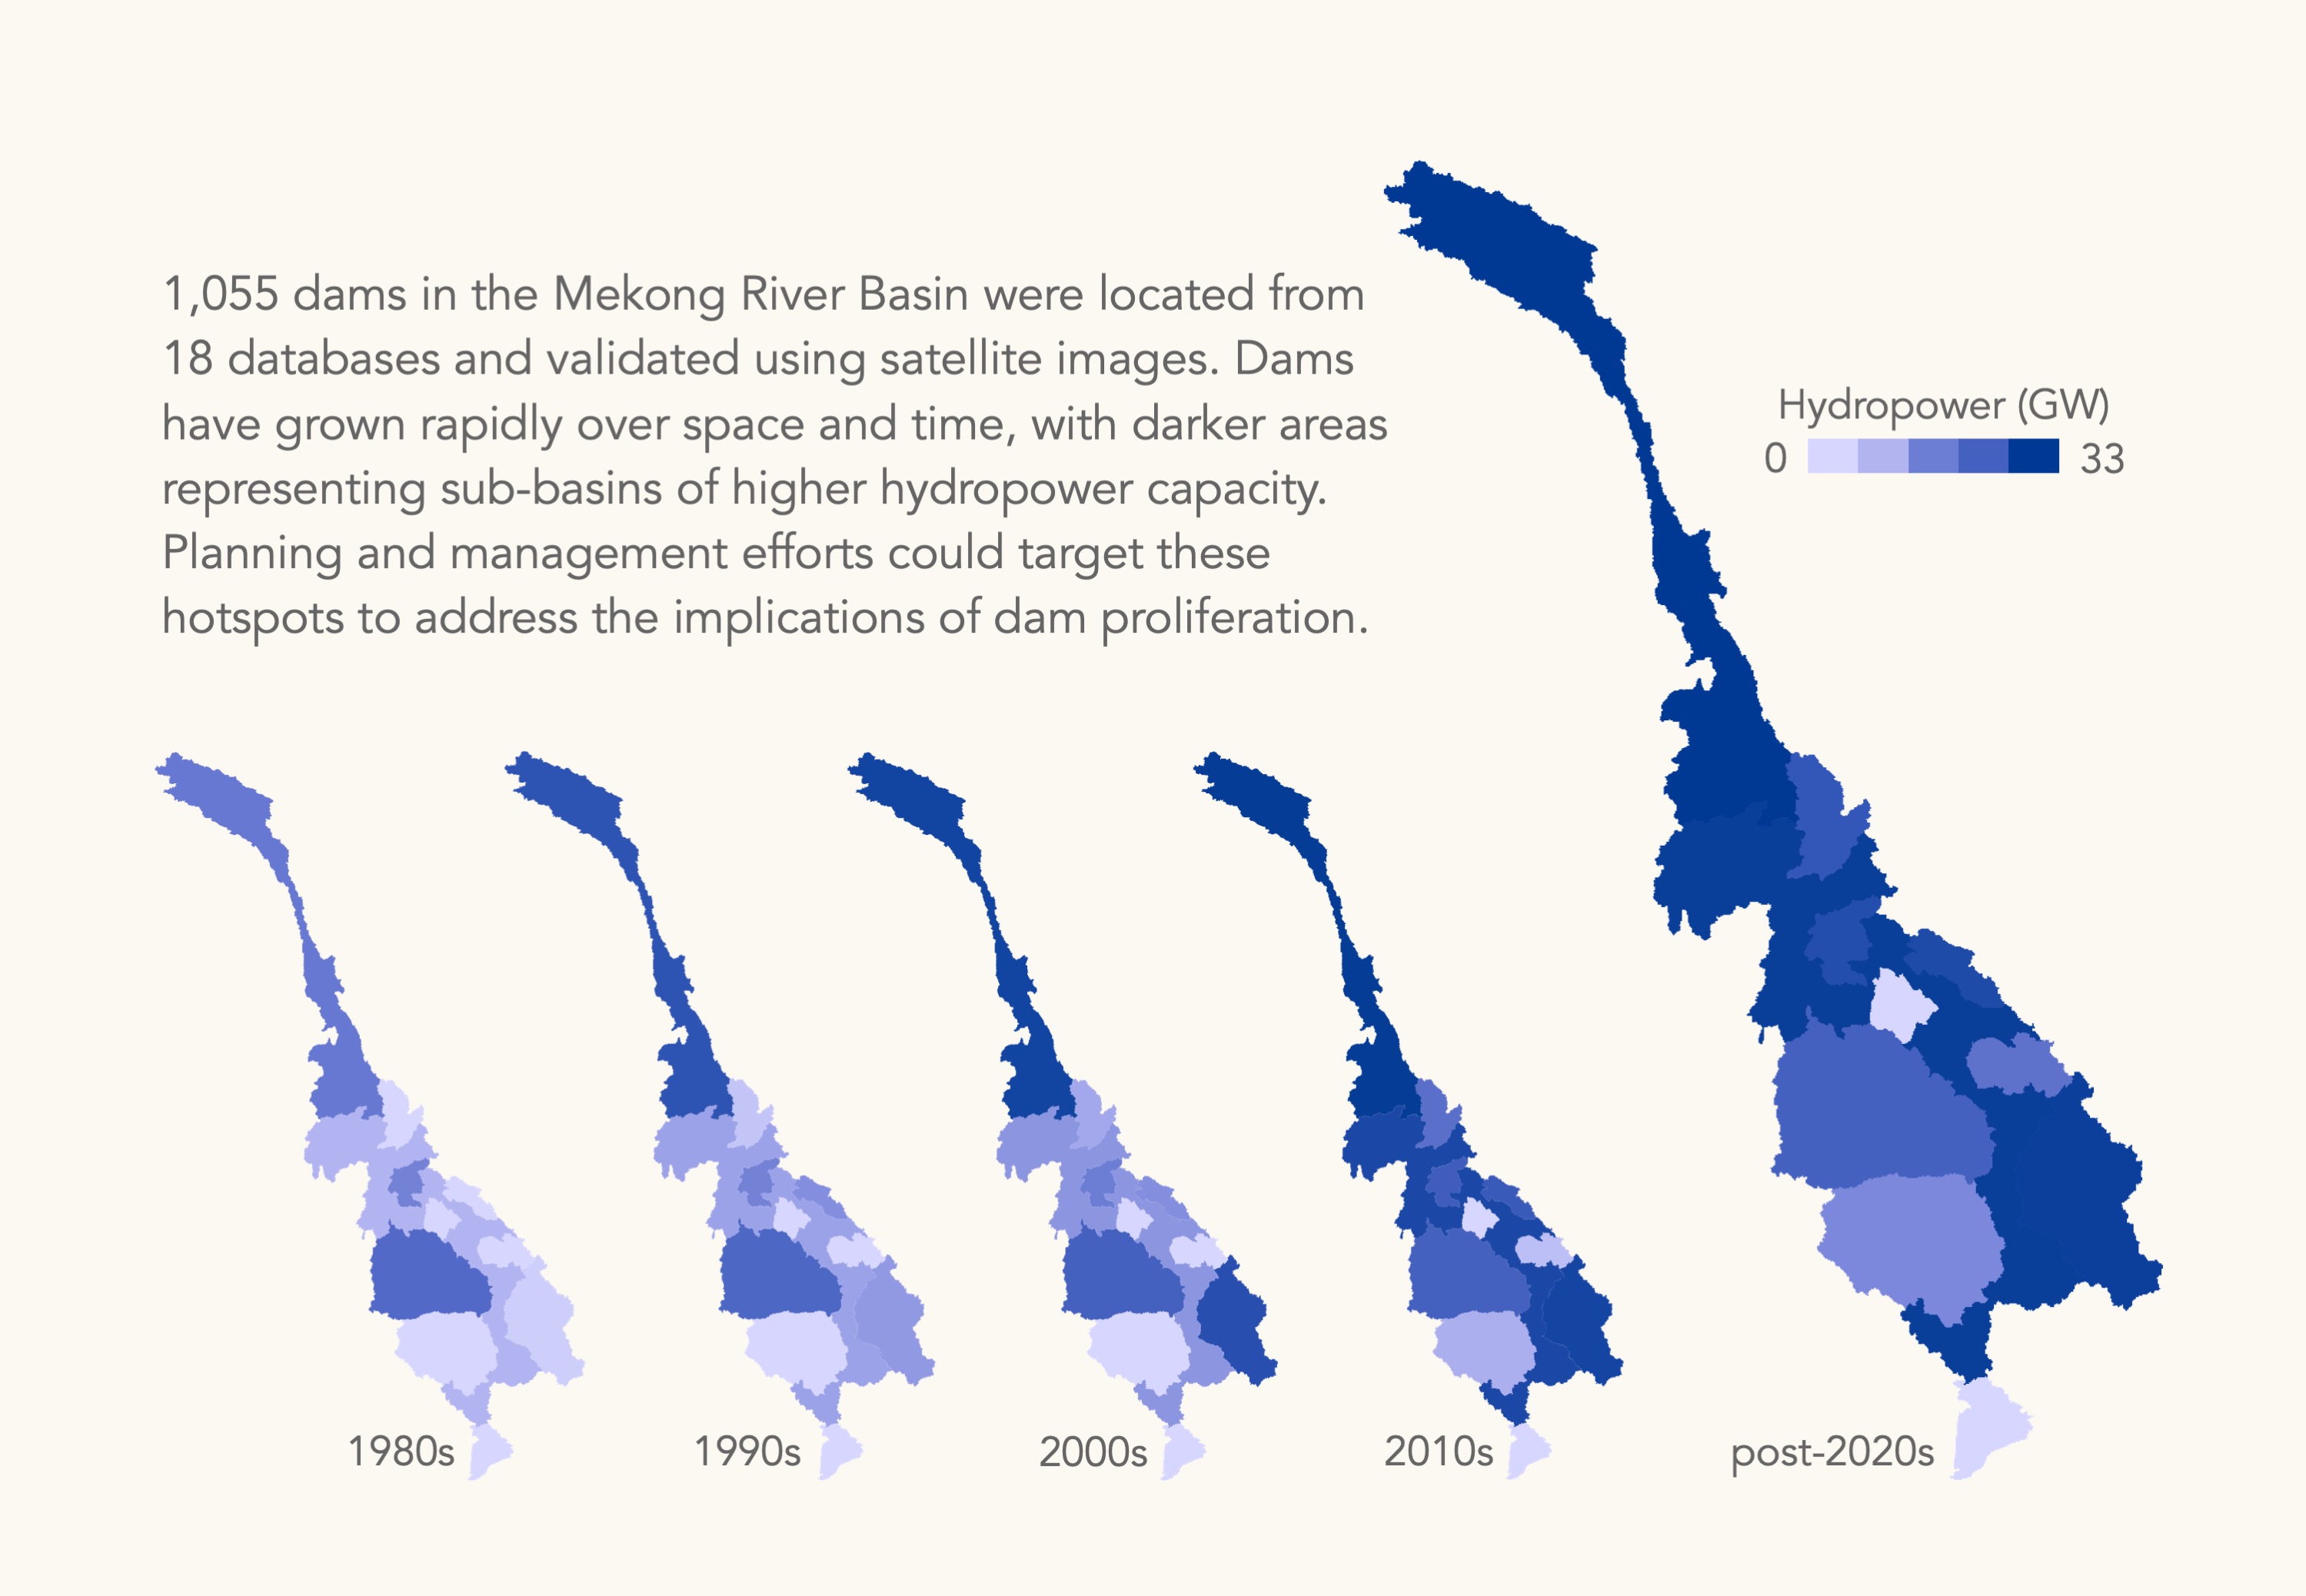 1,055 dams in the Mekong River Basin were located from
18 databases and validated using satellite images. Dams
have grown rapidly over space and time, with darker areas
representing sub-basins of higher hydropower capacity.
Planning and management efforts could target these
hotspots to address the implications of dam proliferation.
Hydropower (GW)
0 33
1980s
1990s
2000s
2010s
post-2020s